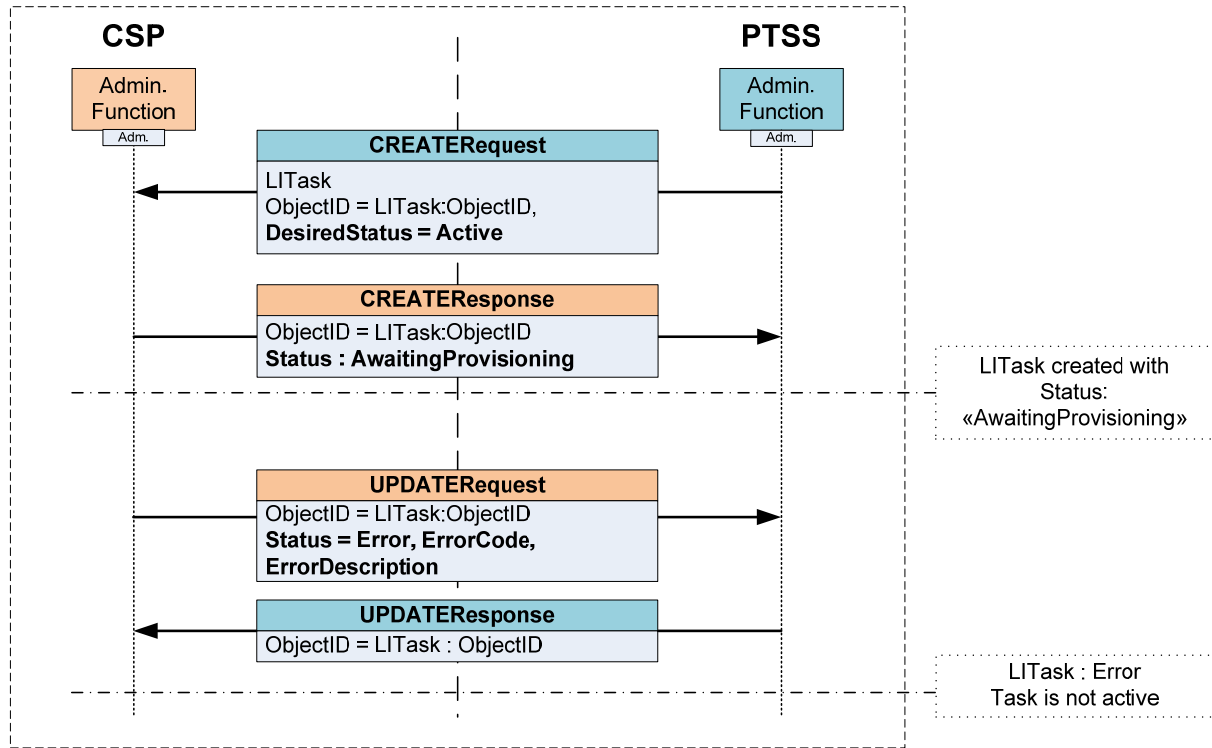 CSP
PTSS
Admin.
Function
Adm.
Admin.
Function
Adm.
CREATERequest
LITask
ObjectID = LITask:ObjectID,
DesiredStatus = Active
CREATEResponse
ObjectID = LITask:ObjectID
Status : AwaitingProvisioning
LITask created with
Status:
«AwaitingProvisioning»
UPDATERequest
ObjectID = LITask:ObjectID
Status = Error, ErrorCode,
ErrorDescription
UPDATEResponse
ObjectID = LITask : ObjectID
LITask : Error
Task is not active